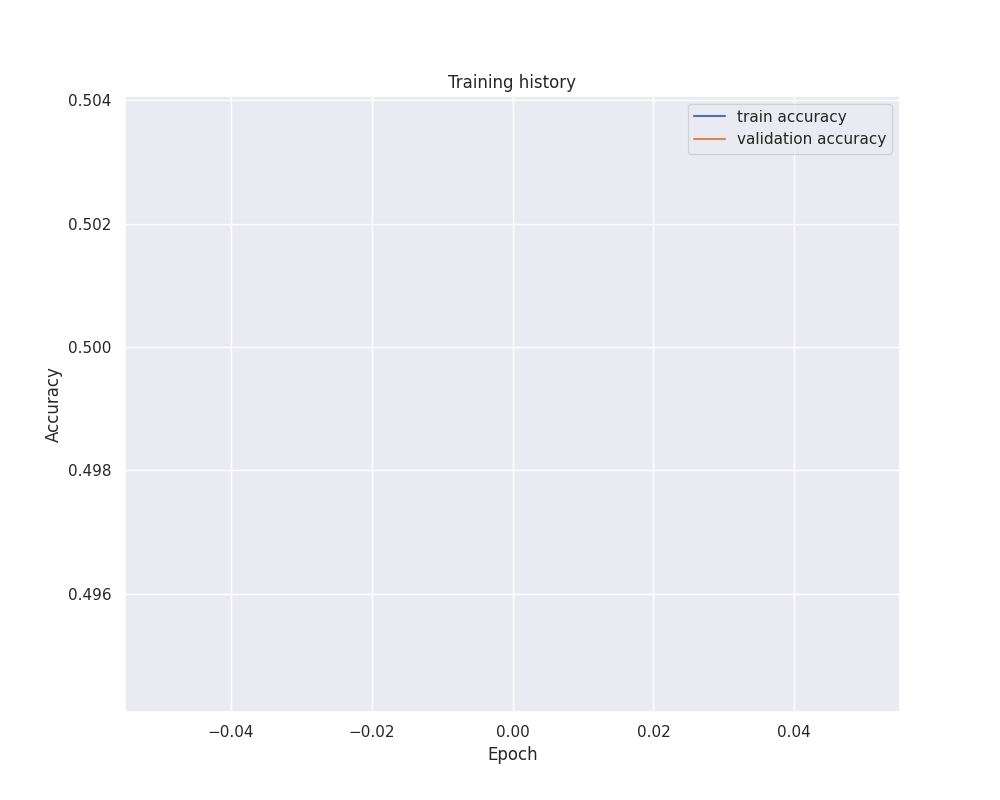 Training history
0.504
0.502
0.500
0.498
0.496
Accuracy
train accuracy
validation accuracy
−0.04
−0.02
0.00
0.02
0.04
Epoch